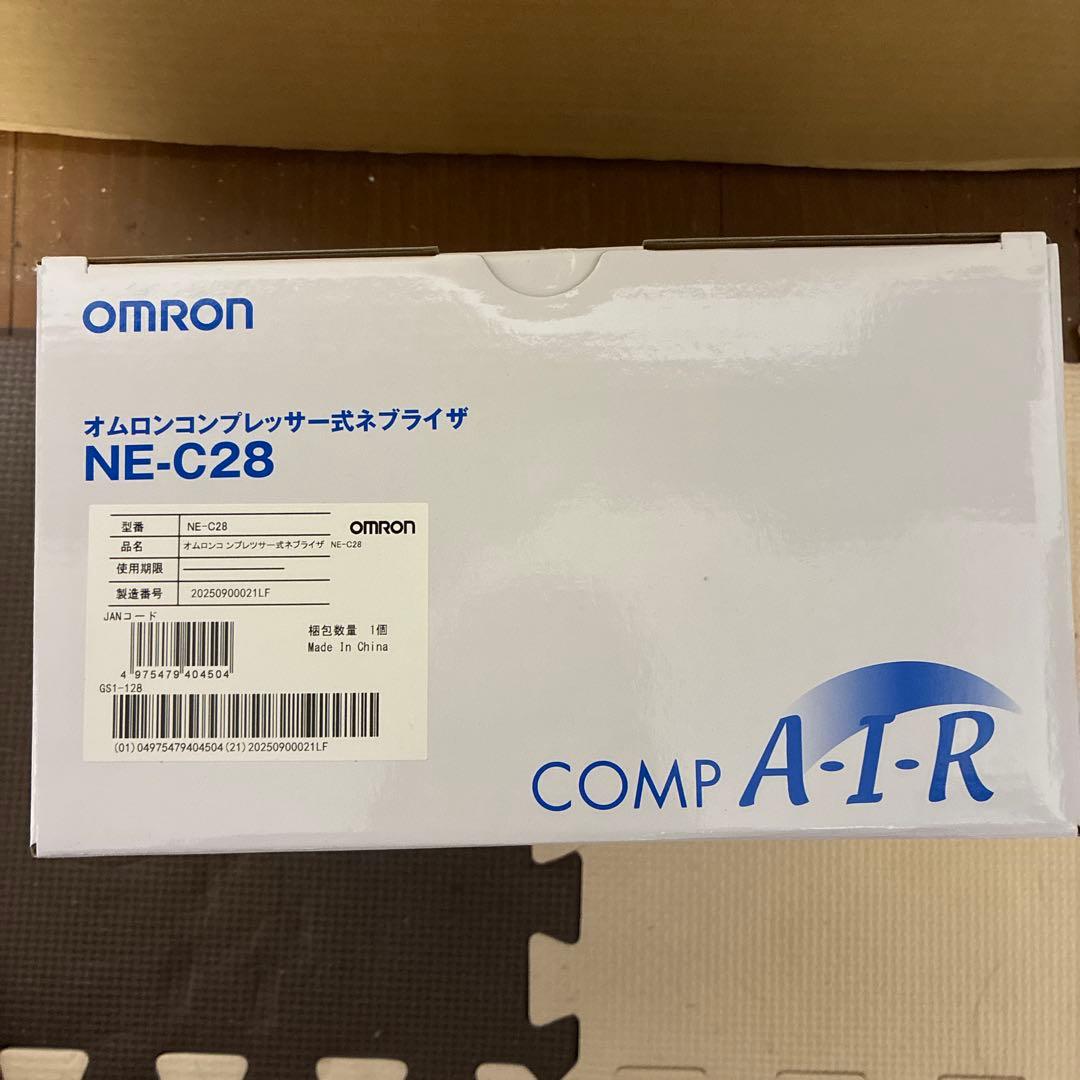 OMRON
オムロンコンプレッサー式ネブライザ
NE-C28
型番 NE-C28
OMRON
品名 オムロンコンプレツサー式ネブライザ NE-C28
使用期限
製造番号 20250900021LF
JANコード
梱包数量 1個
Made In China
4 975479 404504
GS1-128
(01)04975479404504(21)20250900021LF
COMP A-I-R